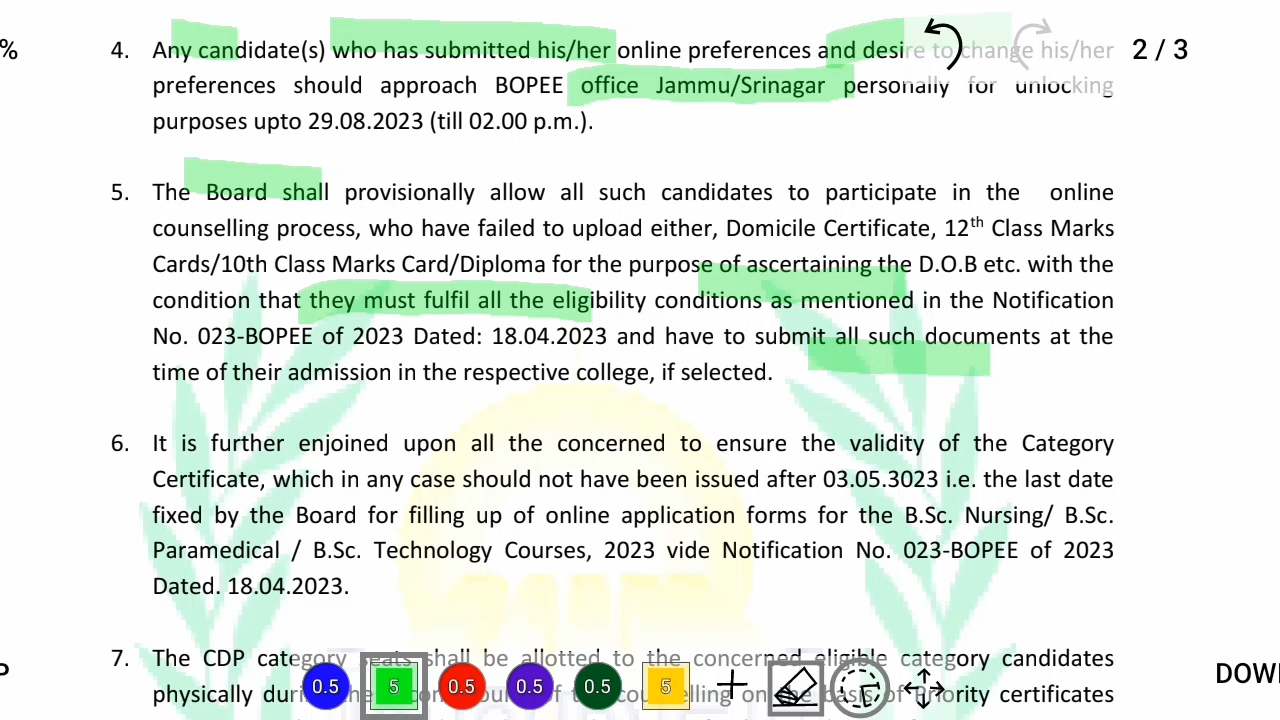 %
4. Any candidate(s) who has submitted his/her online preferences and desire to change his/her
2 / 3
preferences should approach BOPEE office Jammu/Srinagar personally for unlocking
purposes upto 29.08.2023 (till 02.00 p.m.).
5. The Board shall provisionally allow all such candidates to participate in the online
counselling process, who have failed to upload either, Domicile Certificate, 12th Class Marks
Cards/10th Class Marks Card/Diploma for the purpose of ascertaining the D.O.B etc. with the
condition that they must fulfil all the eligibility conditions as mentioned in the Notification
No. 023-BOPEE of 2023 Dated: 18.04.2023 and have to submit all such documents at the
time of their admission in the respective college, if selected.
6. It is further enjoined upon all the concerned to ensure the validity of the Category
Certificate, which in any case should not have been issued after 03.05.3023 i.e. the last date
fixed by the Board for filling up of online application forms for the B.Sc. Nursing/ B.Sc.
Paramedical / B.Sc. Technology Courses, 2023 vide Notification No. 023-BOPEE of 2023
Dated. 18.04.2023.
7. The CDP category seats shall be allotted to the concerned eligible category candidates
physically during the counselling on the basis of priority certificates
0.5 5 0.5 0.5 0.5 5
DOW